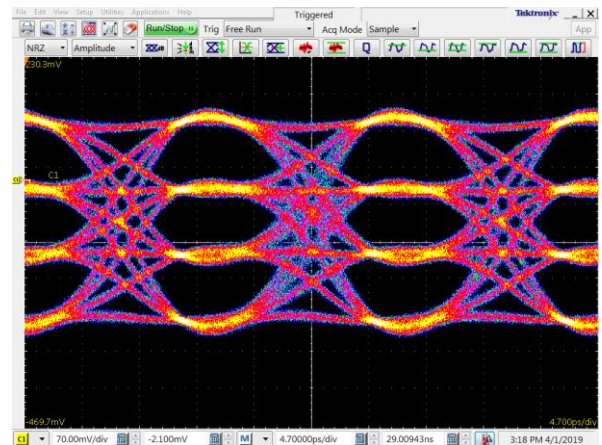 File Edit View Setup Utilities Applications Help Triggered Tektronix
Run/Stop Trig Free Run Acq Mode Sample App
NRZ Amplitude Q
230.3mV
C1
C1
-469.7mV 4.700ps/div
C1 70.00mV/div -2.100mV M 4.70000ps/div 29.00943ns 3:18 PM 4/1/2019